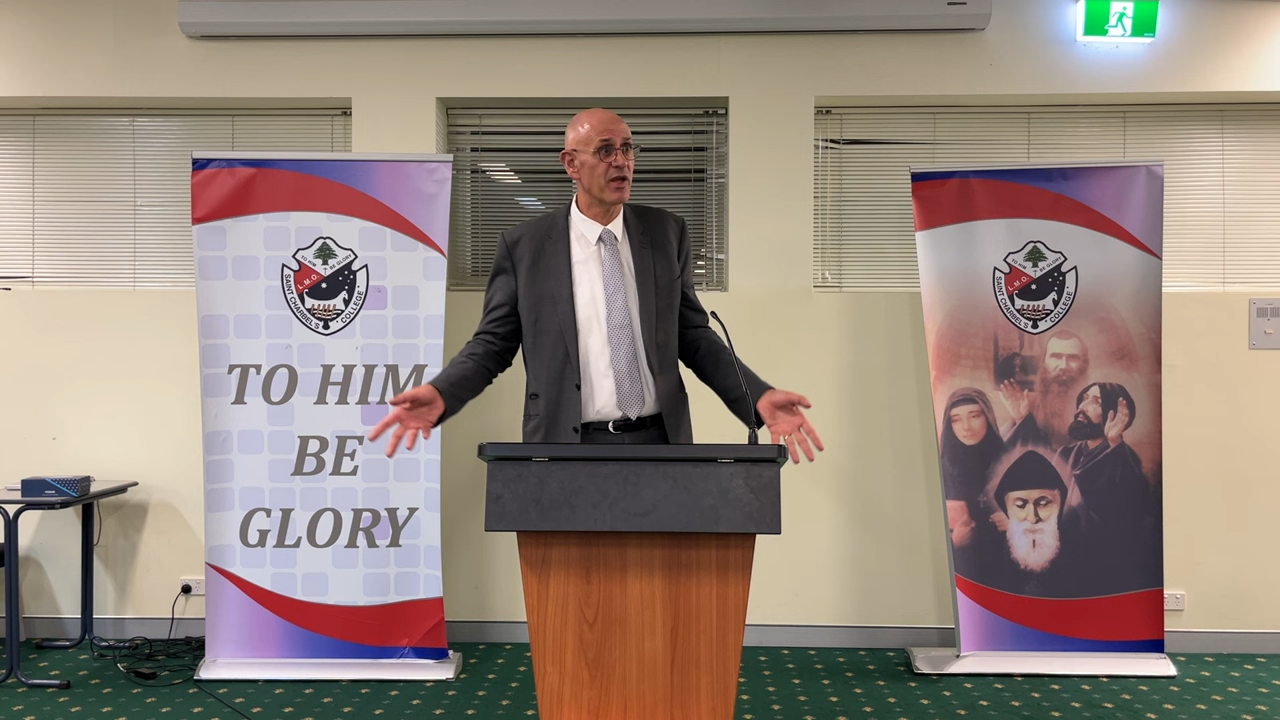 TO HIM BE GLORY
L.M.O.
SAINT CHARBEL'S COLLEGE
TO HIM
BE
GLORY
TO HIM BE GLORY
L.M.O.
SAINT CHARBEL'S COLLEGE